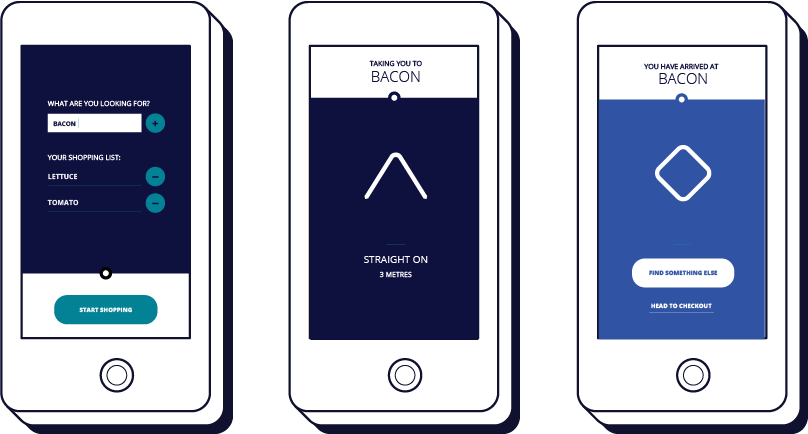 WHAT ARE YOU LOOKING FOR?
BACON
+
YOUR SHOPPING LIST:
LETTUCE
–
TOMATO
–
START SHOPPING
TAKING YOU TO
BACON
STRAIGHT ON
3 METRES
YOU HAVE ARRIVED AT
BACON
FIND SOMETHING ELSE
HEAD TO CHECKOUT